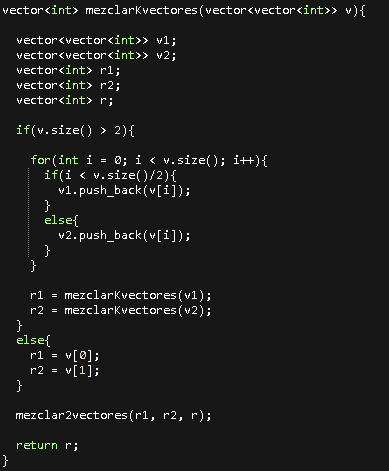 vector<int> mezclarKvectores(vector<vector<int>> v){
vector<vector<int>> v1;
vector<vector<int>> v2;
vector<int> r1;
vector<int> r2;
vector<int> r;
if(v.size() > 2){
for(int i = 0; i < v.size(); i++){
if(i < v.size()/2){
v1.push_back(v[i]);
}
else{
v2.push_back(v[i]);
}
}
r1 = mezclarKvectores(v1);
r2 = mezclarKvectores(v2);
}
else{
r1 = v[0];
r2 = v[1];
}
mezclar2vectores(r1, r2, r);
return r;
}